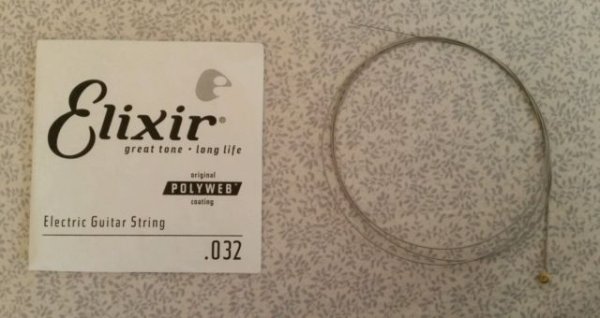 Elixir®
great tone • long life
original
POLYWEB®
coating
Electric Guitar String
.032